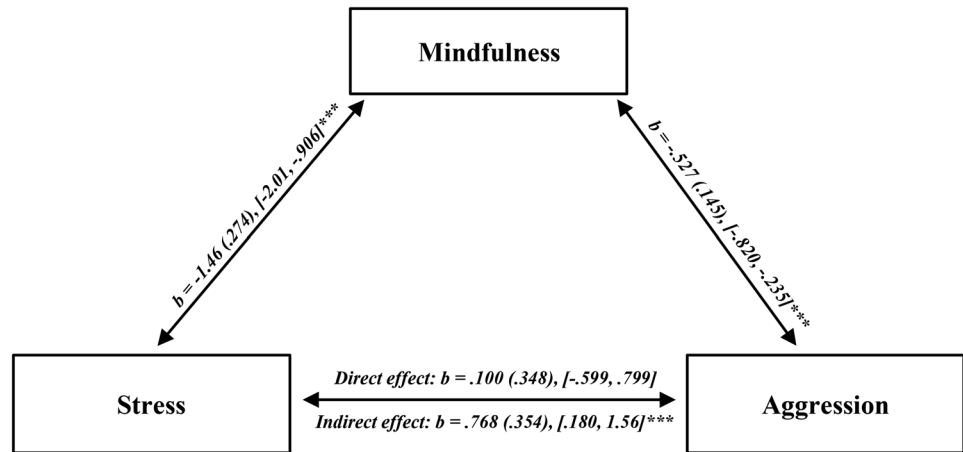 Mindfulness
b = -1.46 (.274), [-2.01, -.906]***
b = -.527 (.145), [-.820, -.235]***
Stress
Direct effect: b = .100 (.348), [-.599, .799]
Indirect effect: b = .768 (.354), [.180, 1.56]***
Aggression